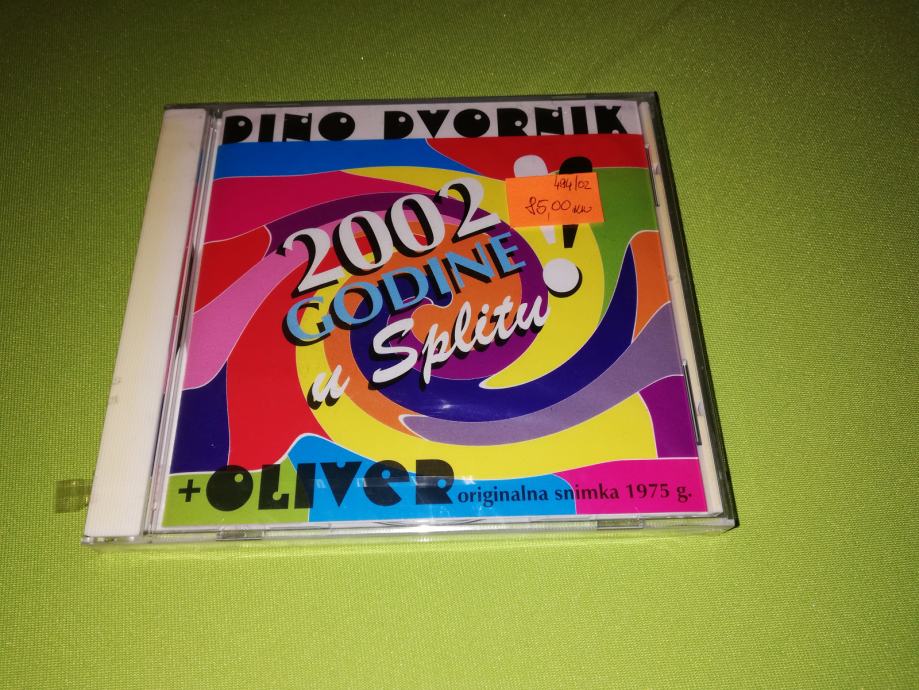 DINO DVORNIK
494/02
85,00 kn
2002
GODINE
u Splitu!!
+OLIVER originalna snimka 1975 g.